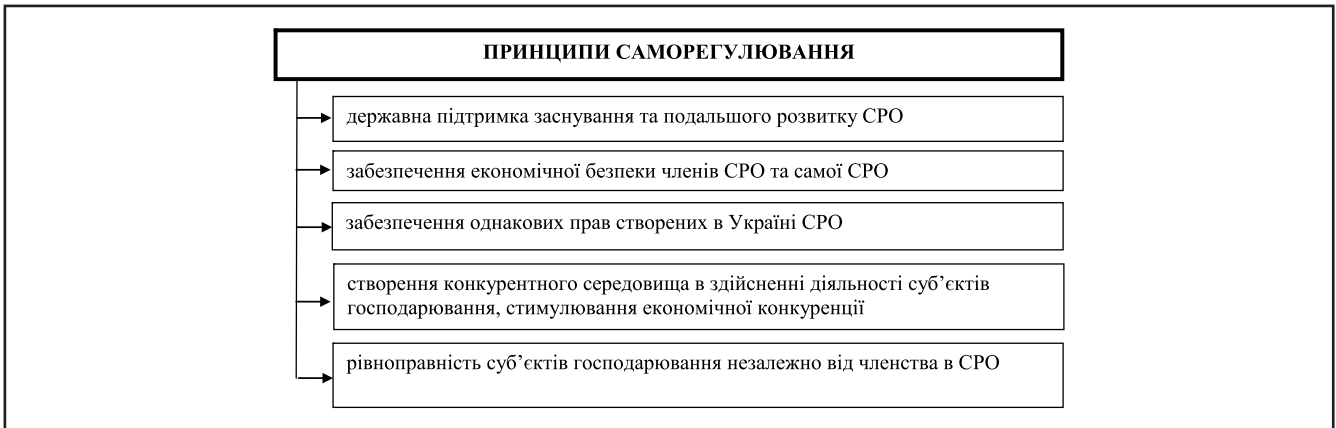 ПРИНЦИПИ САМОРЕГУЛЮВАННЯ
державна підтримка заснування та подальшого розвитку СРО
забезпечення економічної безпеки членів СРО та самої СРО
забезпечення однакових прав створених в Україні СРО
створення конкурентного середовища в здійсненні діяльності суб’єктів
господарювання, стимулювання економічної конкуренції
рівноправність суб’єктів господарювання незалежно від членства в СРО